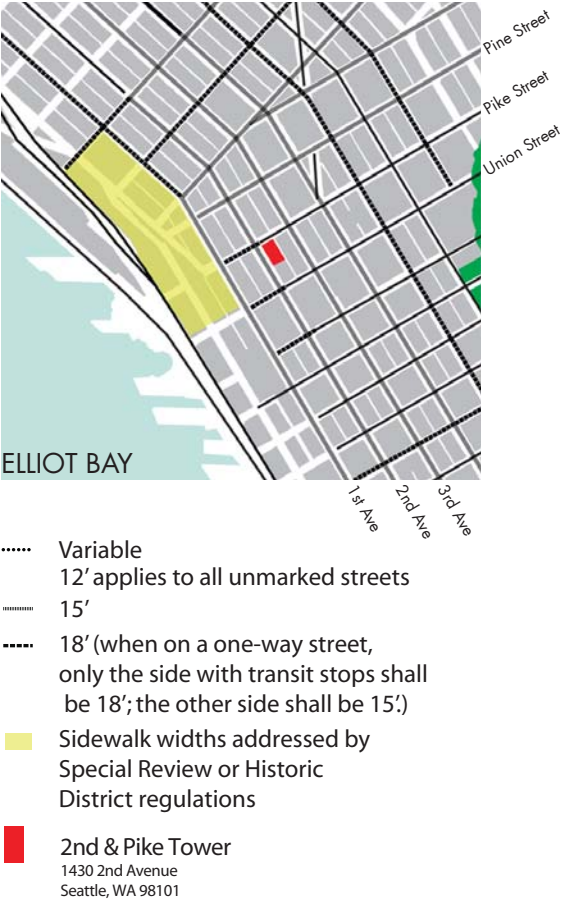 Pine Street
Pike Street
Union Street
ELLIOT BAY
1st Ave
2nd Ave
3rd Ave
Variable
12’ applies to all unmarked streets
15’
18’ (when on a one-way street,
only the side with transit stops shall
be 18’; the other side shall be 15’.)
Sidewalk widths addressed by
Special Review or Historic
District regulations
2nd & Pike Tower
1430 2nd Avenue
Seattle, WA 98101